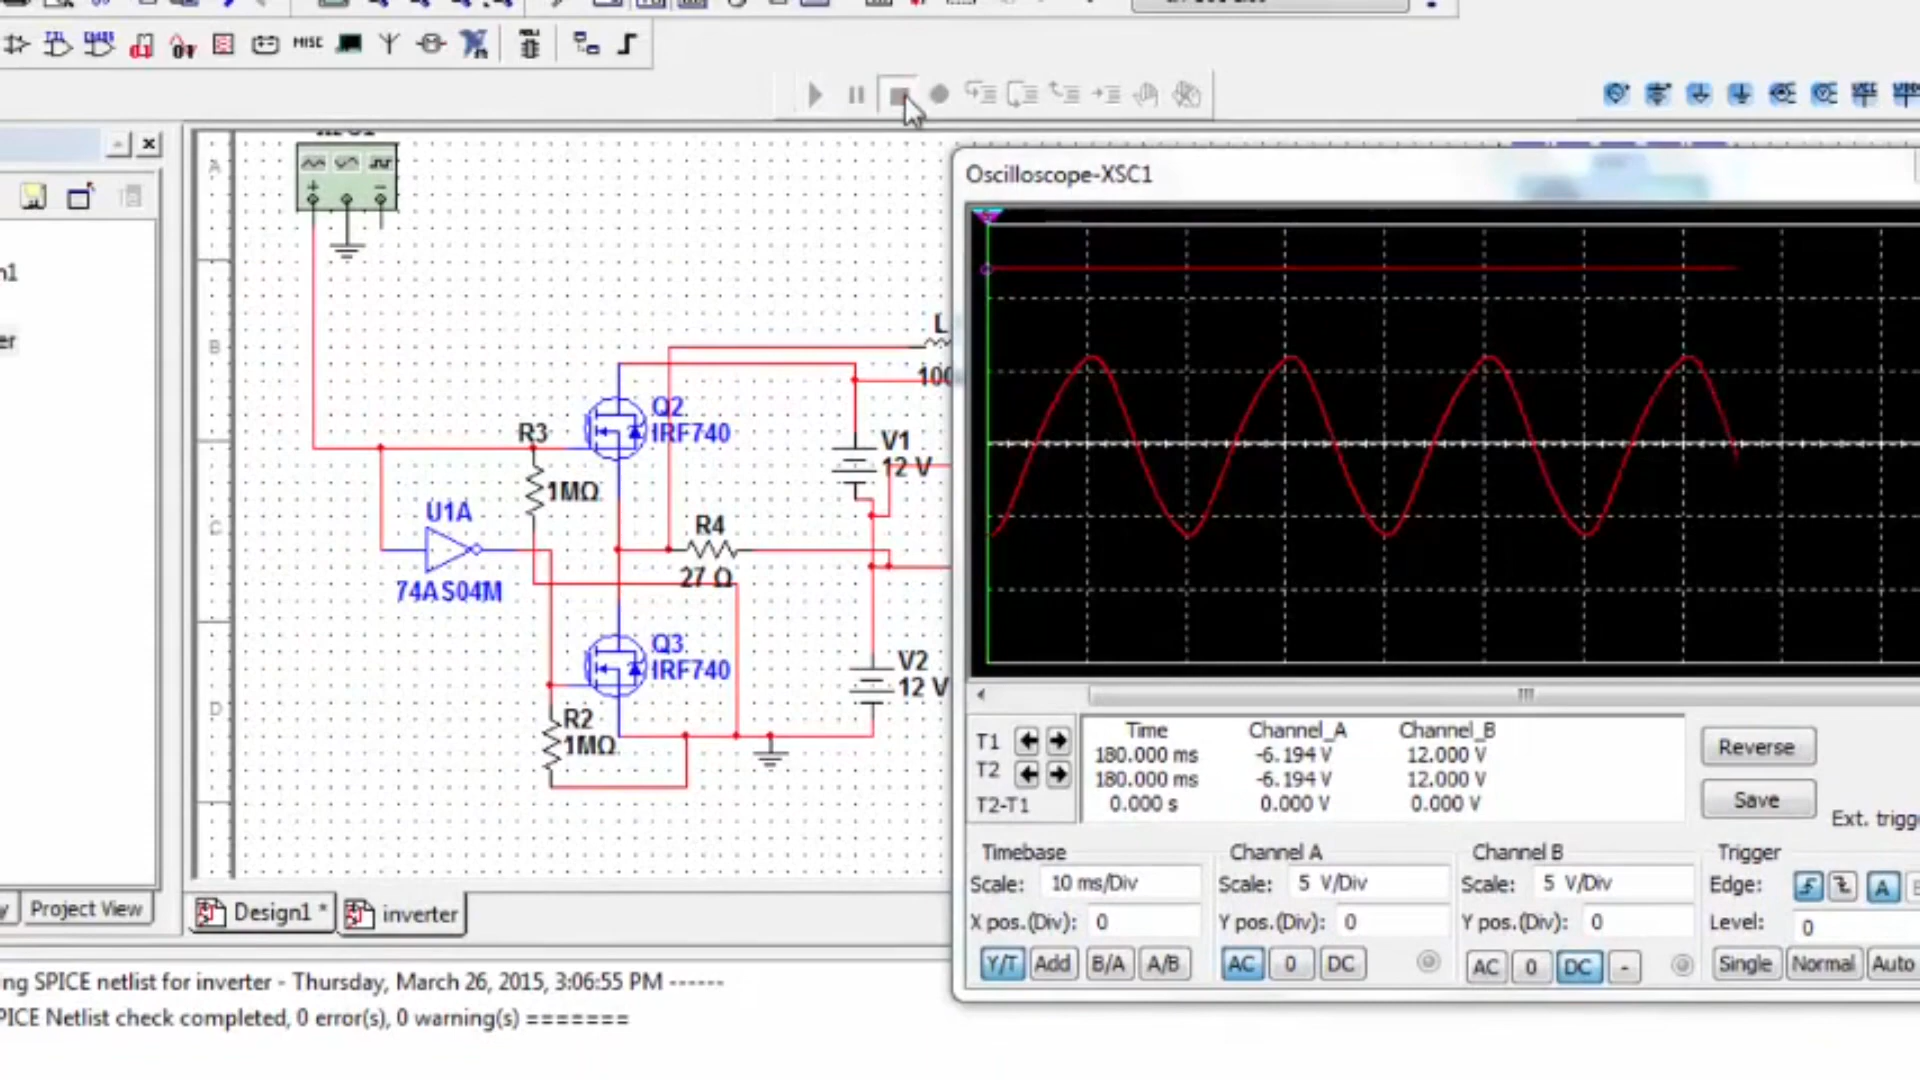 MISC
Oscilloscope-XSC1
n1
er
A
B
C
D
L
100
Q2
IRF740
R3
1MΩ
V1
12 V
U1A
74AS04M
R4
27 Ω
Q3
IRF740
V2
12 V
R2
1MΩ
Time Channel_A Channel_B
T1 180.000 ms -6.194 V 12.000 V
T2 180.000 ms -6.194 V 12.000 V
T2-T1 0.000 s 0.000 V 0.000 V
Reverse
Save
Ext. trigge
Timebase Channel A Channel B Trigger
Scale: 10 ms/Div Scale: 5 V/Div Scale: 5 V/Div Edge: A
X pos.(Div): 0 Y pos.(Div): 0 Y pos.(Div): 0 Level: 0
Y/T Add B/A A/B AC 0 DC AC 0 DC - Single Normal Auto
y Project View
Design1 * inverter
ing SPICE netlist for inverter - Thursday, March 26, 2015, 3:06:55 PM ------
PICE Netlist check completed, 0 error(s), 0 warning(s) =======